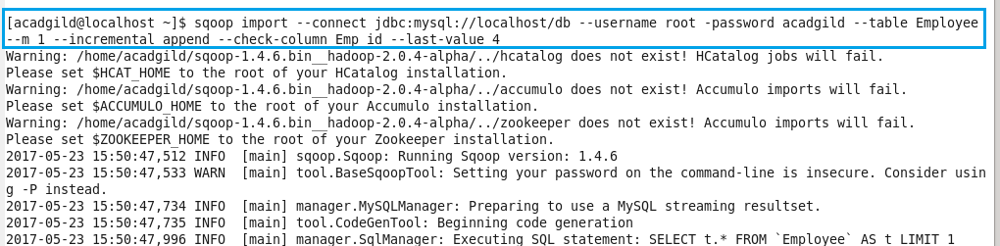 [acadgild@localhost ~]$ sqoop import --connect jdbc:mysql://localhost/db --username root -password acadgild --table Employee
--m 1 --incremental append --check-column Emp id --last-value 4
Warning: /home/acadgild/sqoop-1.4.6.bin__hadoop-2.0.4-alpha/../hcatalog does not exist! HCatalog jobs will fail.
Please set $HCAT_HOME to the root of your HCatalog installation.
Warning: /home/acadgild/sqoop-1.4.6.bin__hadoop-2.0.4-alpha/../accumulo does not exist! Accumulo imports will fail.
Please set $ACCUMULO_HOME to the root of your Accumulo installation.
Warning: /home/acadgild/sqoop-1.4.6.bin__hadoop-2.0.4-alpha/../zookeeper does not exist! Accumulo imports will fail.
Please set $ZOOKEEPER_HOME to the root of your Zookeeper installation.
2017-05-23 15:50:47,512 INFO  [main] sqoop.Sqoop: Running Sqoop version: 1.4.6
2017-05-23 15:50:47,533 WARN  [main] tool.BaseSqoopTool: Setting your password on the command-line is insecure. Consider usin
g -P instead.
2017-05-23 15:50:47,734 INFO  [main] manager.MySQLManager: Preparing to use a MySQL streaming resultset.
2017-05-23 15:50:47,735 INFO  [main] tool.CodeGenTool: Beginning code generation
2017-05-23 15:50:47,996 INFO  [main] manager.SqlManager: Executing SQL statement: SELECT t.* FROM `Employee` AS t LIMIT 1